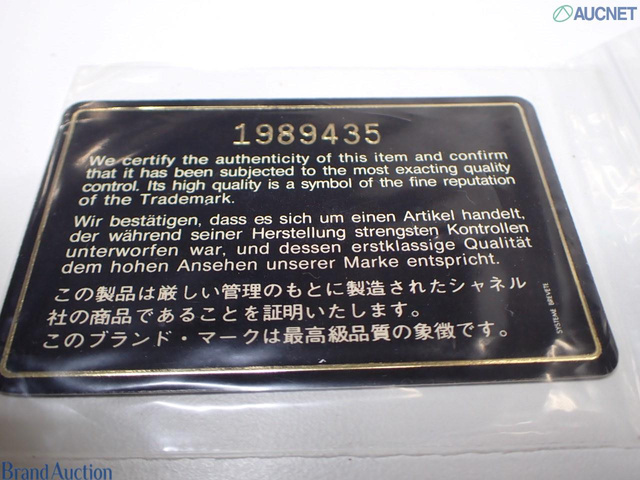 AUCNET
1989435
We certify the authenticity of this item and confirm
that it has been subjected to the most exacting quality
control. Its high quality is a symbol of the fine reputation
of the Trademark.
Wir bestätigen, dass es sich um einen Artikel handelt,
der während seiner Herstellung strengsten Kontrollen
unterworfen war, und dessen erstklassige Qualität
dem hohen Ansehen unserer Marke entspricht.
この製品は厳しい管理のもとに製造されたシャネル
社の商品であることを証明いたします。
このブランド・マークは最高級品質の象徴です。
SYSTEME BREVETE
BrandAuction